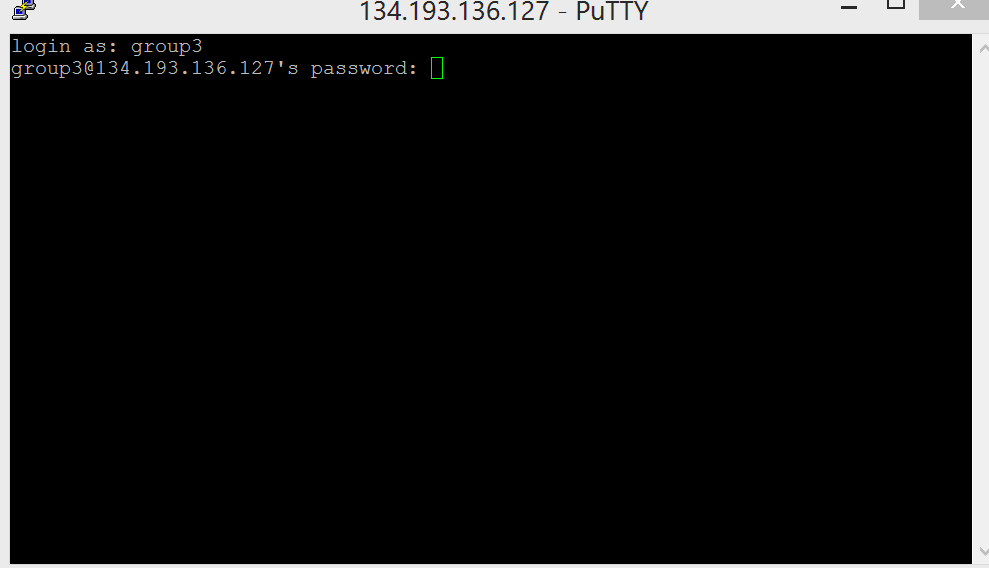 134.193.136.127 - PuTTY
login as: group3
group3@134.193.136.127's password: